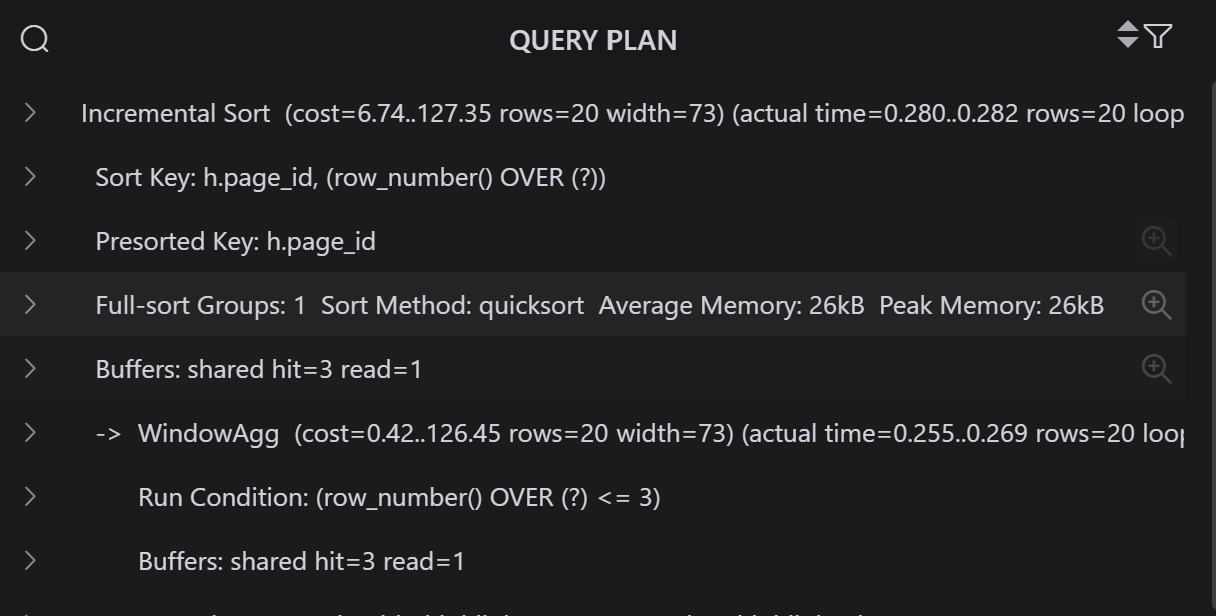 QUERY PLAN
Incremental Sort (cost=6.74..127.35 rows=20 width=73) (actual time=0.280..0.282 rows=20 loop
Sort Key: h.page_id, (row_number() OVER (?))
Presorted Key: h.page_id
Full-sort Groups: 1 Sort Method: quicksort Average Memory: 26kB Peak Memory: 26kB
Buffers: shared hit=3 read=1
-> WindowAgg (cost=0.42..126.45 rows=20 width=73) (actual time=0.255..0.269 rows=20 loop
Run Condition: (row_number() OVER (?) <= 3)
Buffers: shared hit=3 read=1